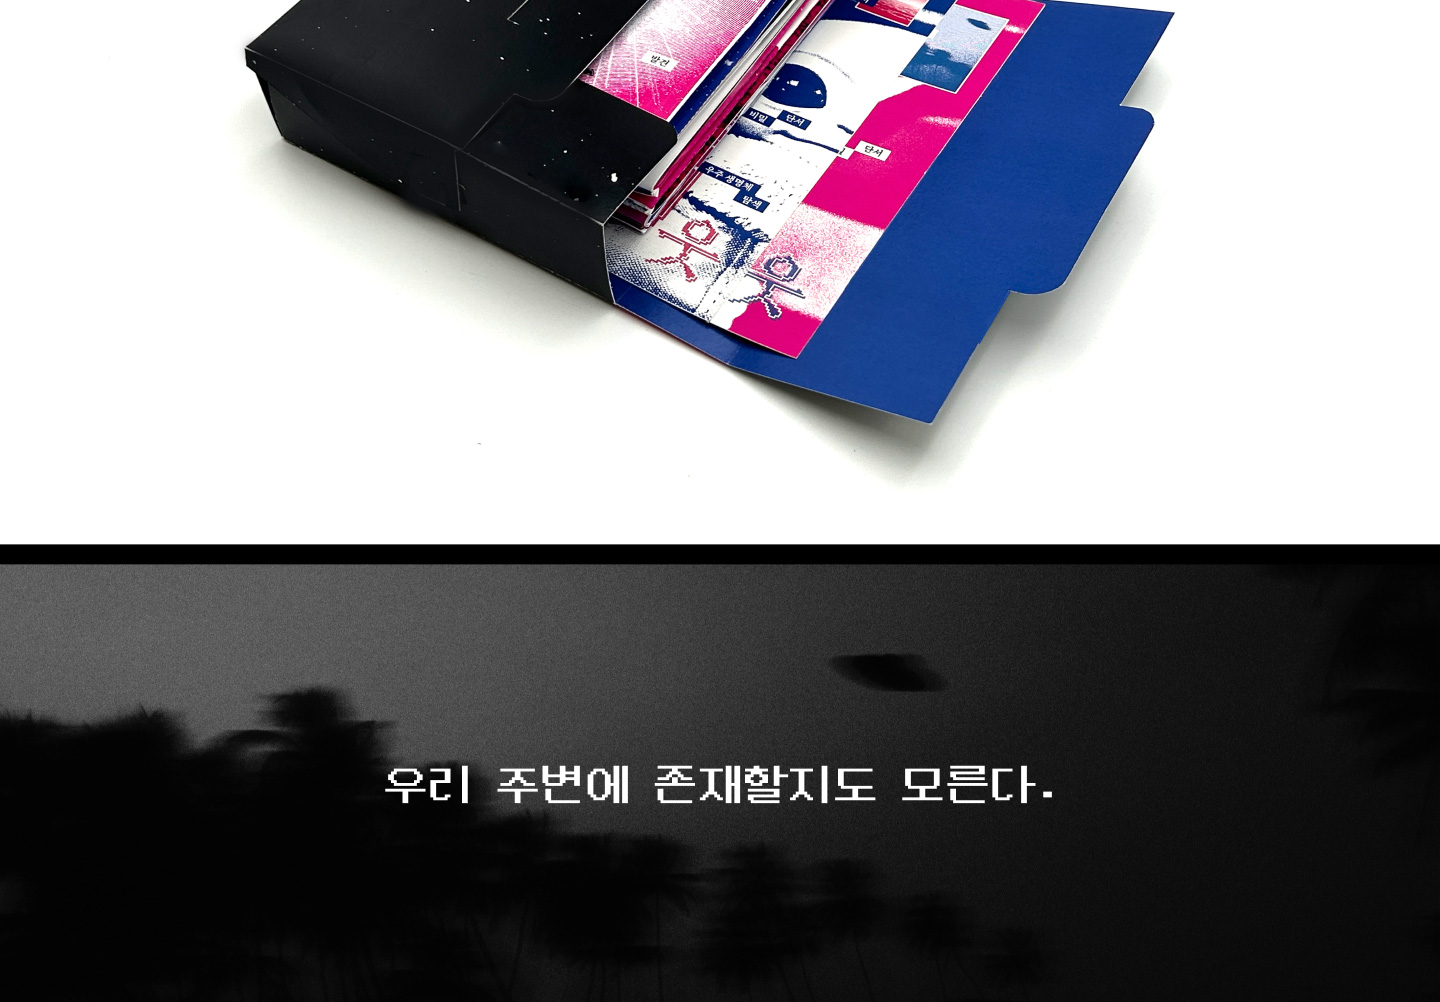 발견
비밀
단서
단서
우주 생명체
탐색
웃
웃
우리 주변에 존재할지도 모른다.